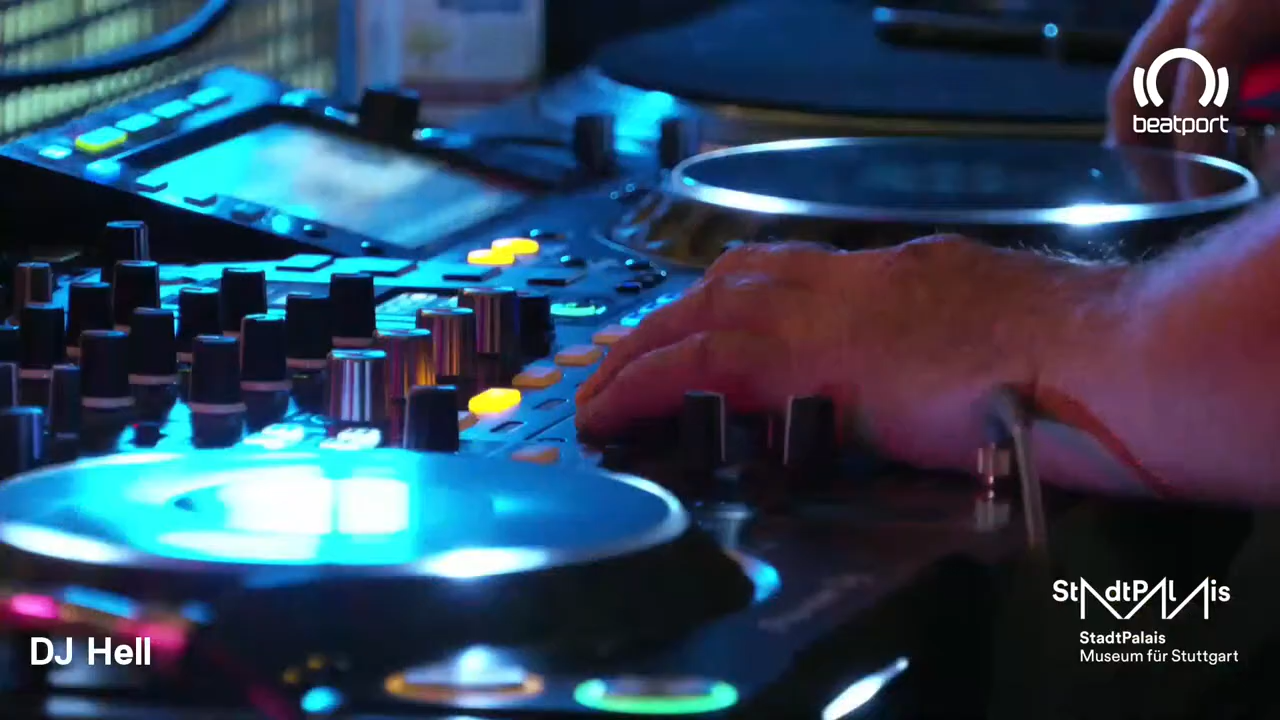 beatport
StAdtPAlAis
StadtPalais
Museum für Stuttgart
DJ Hell